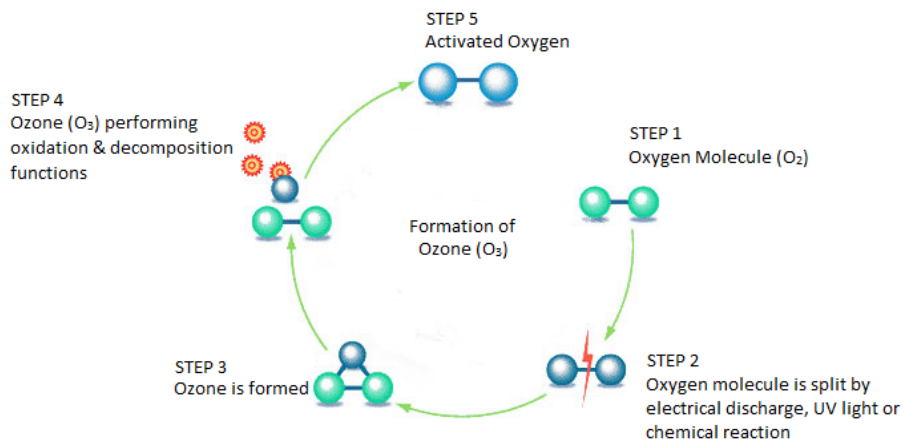 STEP 5
Activated Oxygen
STEP 4
Ozone (O₃) performing
oxidation & decomposition
functions
STEP 1
Oxygen Molecule (O₂)
Formation of
Ozone (O₃)
STEP 3
Ozone is formed
STEP 2
Oxygen molecule is split by
electrical discharge, UV light or
chemical reaction